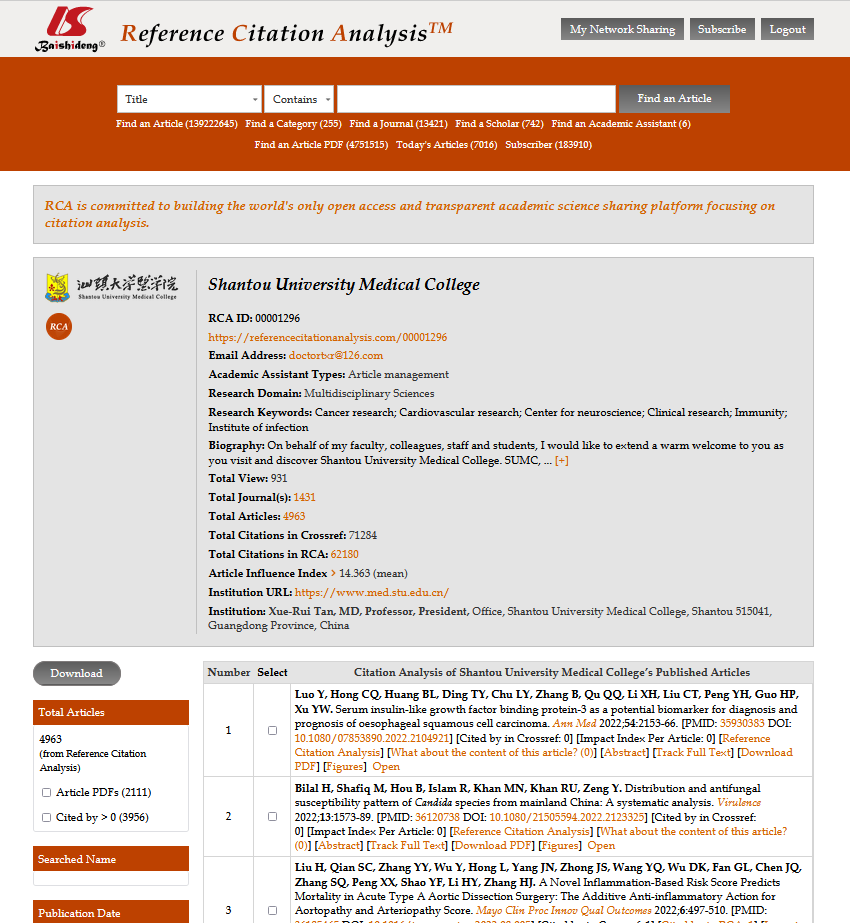 Baishideng®
Reference Citation Analysis™
My Network Sharing
Subscribe
Logout
Title
Contains
Find an Article
Find an Article (139222645) Find a Category (255) Find a Journal (13421) Find a Scholar (742) Find an Academic Assistant (6)
Find an Article PDF (4751515) Today's Articles (7016) Subscriber (183910)
RCA is committed to building the world's only open access and transparent academic science sharing platform focusing on
citation analysis.
汕頭大學醫學院
Shantou University Medical College
RCA
Shantou University Medical College
RCA ID: 00001296
https://referencecitationanalysis.com/00001296
Email Address: doctortxr@126.com
Academic Assistant Types: Article management
Research Domain: Multidisciplinary Sciences
Research Keywords: Cancer research; Cardiovascular research; Center for neuroscience; Clinical research; Immunity;
Institute of infection
Biography: On behalf of my faculty, colleagues, staff and students, I would like to extend a warm welcome to you as
you visit and discover Shantou University Medical College. SUMC, ... [+]
Total View: 931
Total Journal(s): 1431
Total Articles: 4963
Total Citations in Crossref: 71284
Total Citations in RCA: 62180
Article Influence Index > 14.363 (mean)
Institution URL: https://www.med.stu.edu.cn/
Institution: Xue-Rui Tan, MD, Professor, President, Office, Shantou University Medical College, Shantou 515041,
Guangdong Province, China
Download
Total Articles
4963
(from Reference Citation
Analysis)
Article PDFs (2111)
Cited by > 0 (3956)
Searched Name
Publication Date
Number Select Citation Analysis of Shantou University Medical College's Published Articles
1
Luo Y, Hong CQ, Huang BL, Ding TY, Chu LY, Zhang B, Qu QQ, Li XH, Liu CT, Peng YH, Guo HP,
Xu YW. Serum insulin-like growth factor binding protein-3 as a potential biomarker for diagnosis and
prognosis of oesophageal squamous cell carcinoma. Ann Med 2022;54:2153-66. [PMID: 35930383 DOI:
10.1080/07853890.2022.2104921] [Cited by in Crossref: 0] [Impact Index Per Article: 0] [Reference
Citation Analysis] [What about the content of this article? (0)] [Abstract] [Track Full Text] [Download
PDF] [Figures] Open
2
Bilal H, Shafiq M, Hou B, Islam R, Khan MN, Khan RU, Zeng Y. Distribution and antifungal
susceptibility pattern of Candida species from mainland China: A systematic analysis. Virulence
2022;13:1573-89. [PMID: 36120738 DOI: 10.1080/21505594.2022.2123325] [Cited by in Crossref:
0] [Impact Index Per Article: 0] [Reference Citation Analysis] [What about the content of this article?
(0)] [Abstract] [Track Full Text] [Download PDF] [Figures] Open
3
Liu H, Qian SC, Zhang YY, Wu Y, Hong L, Yang JN, Zhong JS, Wang YQ, Wu DK, Fan GL, Chen JQ,
Zhang SQ, Peng XX, Shao YF, Li HY, Zhang HJ. A Novel Inflammation-Based Risk Score Predicts
Mortality in Acute Type A Aortic Dissection Surgery: The Additive Anti-inflammatory Action for
Aortopathy and Arteriopathy Score. Mayo Clin Proc Innov Qual Outcomes 2022;6:497-510. [PMID: